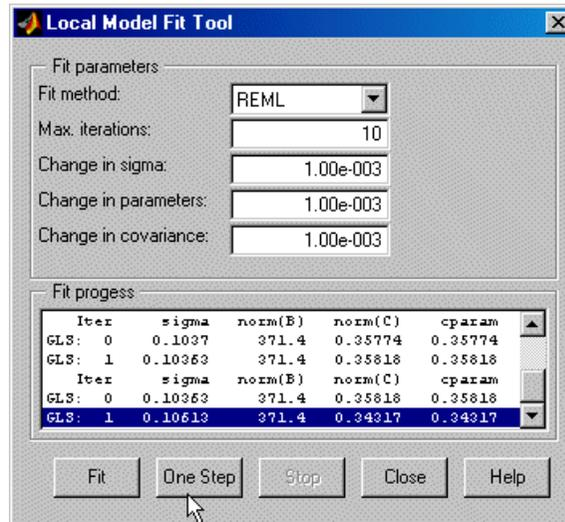 Local Model Fit Tool
Fit parameters
Fit method: REML
Max. iterations: 10
Change in sigma: 1.00e-003
Change in parameters: 1.00e-003
Change in covariance: 1.00e-003
Fit progess
Iter sigma norm(B) norm(C) cparam
GLS: 0 0.1037 371.4 0.35774 0.35774
GLS: 1 0.10363 371.4 0.35818 0.35818
Iter sigma norm(B) norm(C) cparam
GLS: 0 0.10363 371.4 0.35818 0.35818
GLS: 1 0.10613 371.4 0.34317 0.34317
Fit One Step Stop Close Help